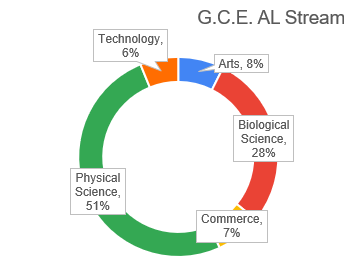 G.C.E. AL Stream
Technology,
6%
Arts, 8%
Biological
Science,
28%
Physical
Science,
51%
Commerce,
7%